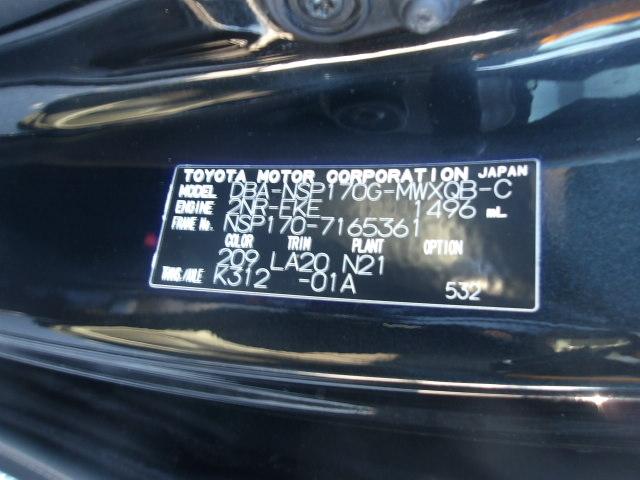 TOYOTA MOTOR CORPORATION JAPAN
MODEL DBA-NSP170G-MWXQB-C
ENGINE 2NR-FKE 1496 mL
FRAME No. NSP170-7165361
COLOR TRIM PLANT OPTION
209 LA20 N21
TRANS./AXLE K312 -01A 532